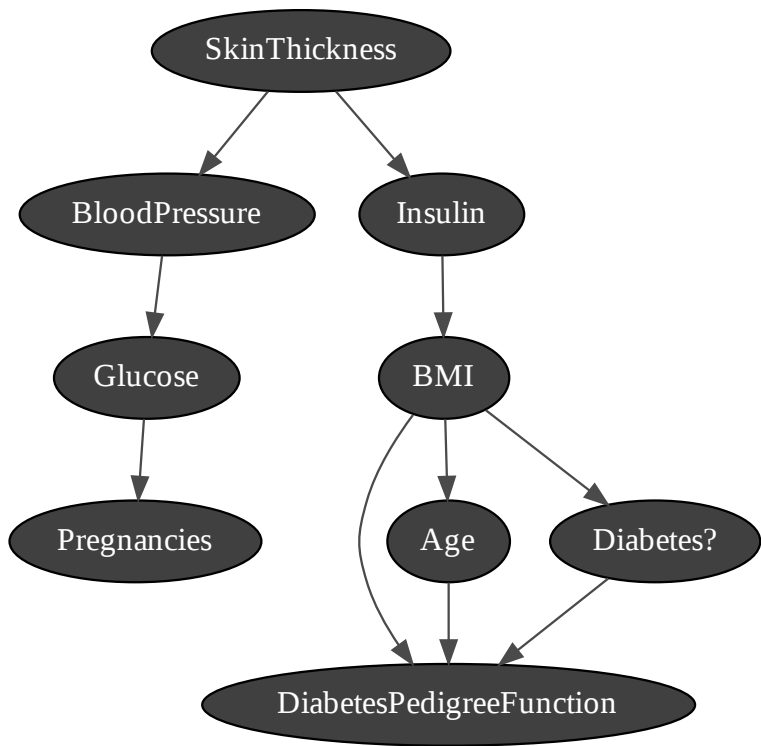 SkinThickness
BloodPressure
Insulin
Glucose
BMI
Pregnancies
Age
Diabetes?
DiabetesPedigreeFunction